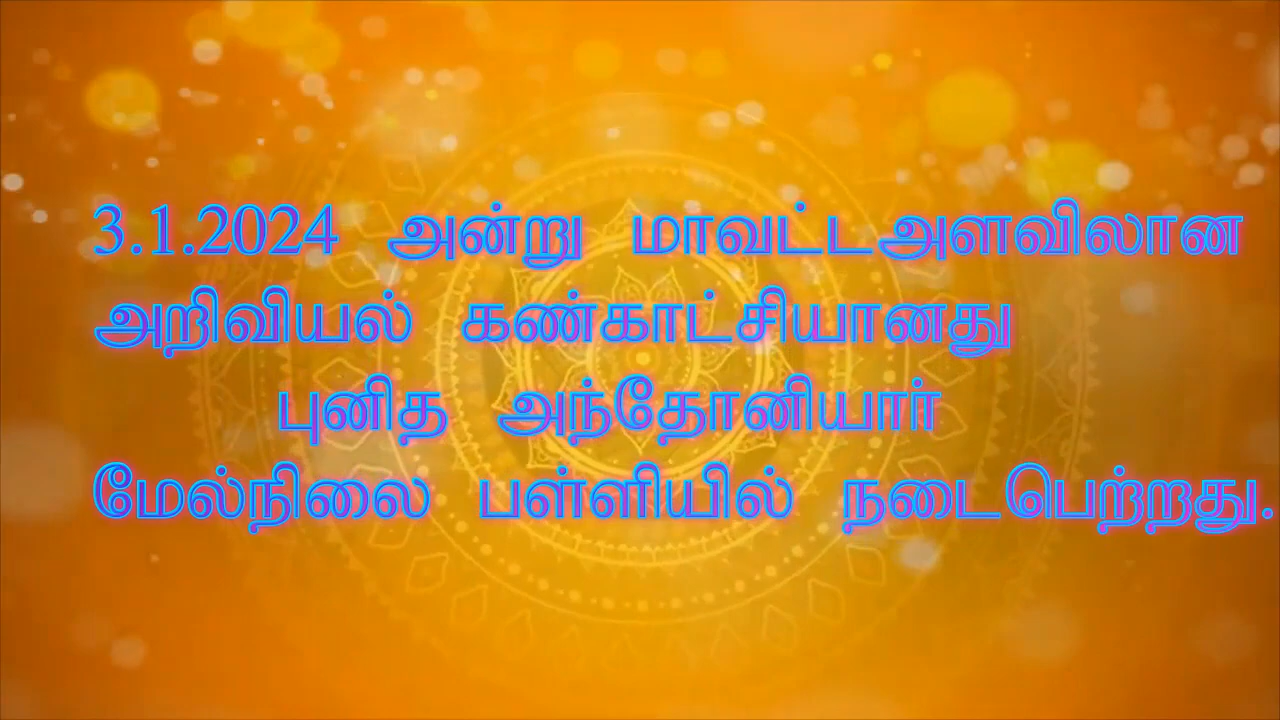 3.1.2024 அன்று மாவட்டஅளவிலான
அறிவியல் கண்காட்சியானது
புனித அந்தோனியார்
மேல்நிலை பள்ளியில் நடைபெற்றது.